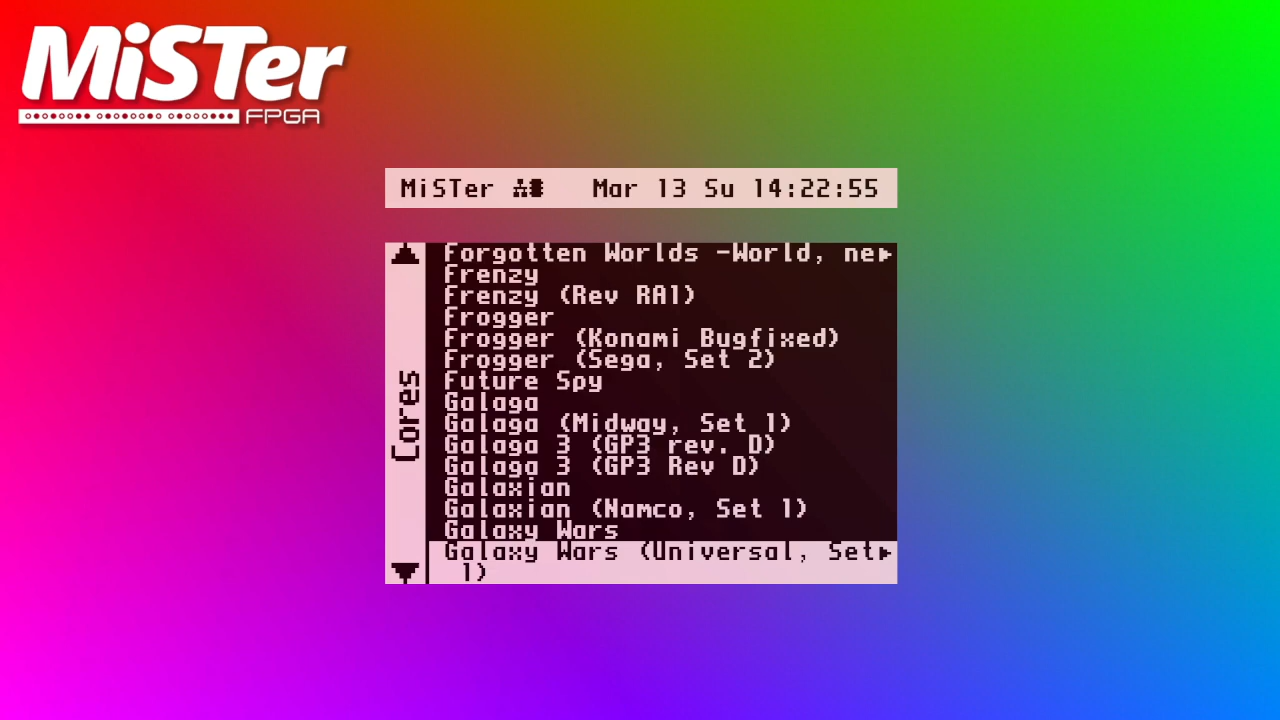 MiSTer
FPGA
MiSTer Mar 13 Su 14:22:55
Cores
Forgotten Worlds -World, ne
Frenzy
Frenzy (Rev RA1)
Frogger
Frogger (Konami Bugfixed)
Frogger (Sega, Set 2)
Future Spy
Galaga
Galaga (Midway, Set 1)
Galaga 3 (GP3 rev. D)
Galaga 3 (GP3 Rev D)
Galaxian
Galaxian (Namco, Set 1)
Galaxy Wars
Galaxy Wars (Universal, Set
1)